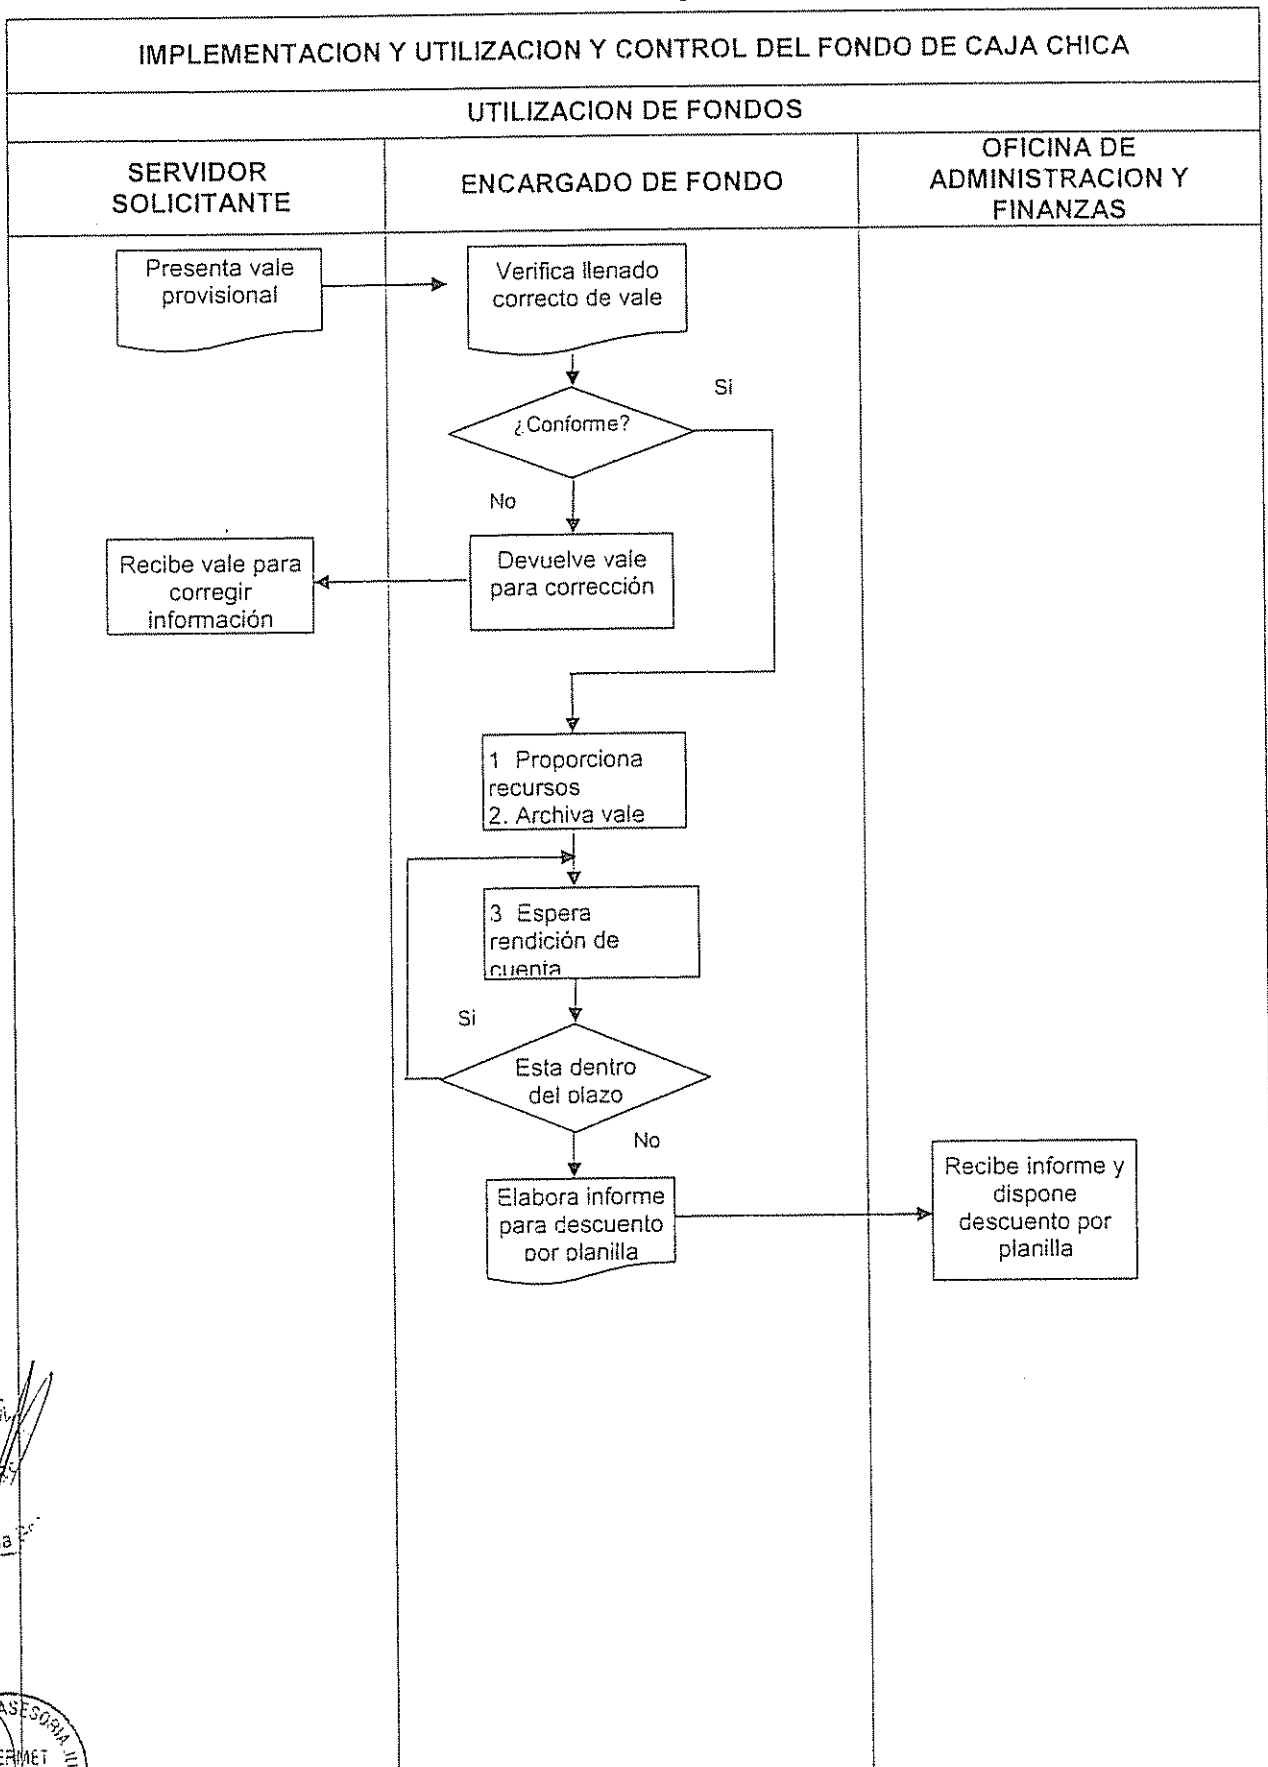 IMPLEMENTACION Y UTILIZACION Y CONTROL DEL FONDO DE CAJA CHICA
UTILIZACION DE FONDOS
SERVIDOR
SOLICITANTE
ENCARGADO DE FONDO
OFICINA DE
ADMINISTRACION Y
FINANZAS
Presenta vale
provisional
Verifica llenado
correcto de vale
Si
¿Conforme?
No
Devuelve vale
para corrección
Recibe vale para
corregir
información
1 Proporciona
recursos
2. Archiva vale
3 Espera
rendición de
cuenta
Si
Esta dentro
del plazo
No
Elabora informe
para descuento
por planilla
Recibe informe y
dispone
descuento por
planilla
ASESORIA